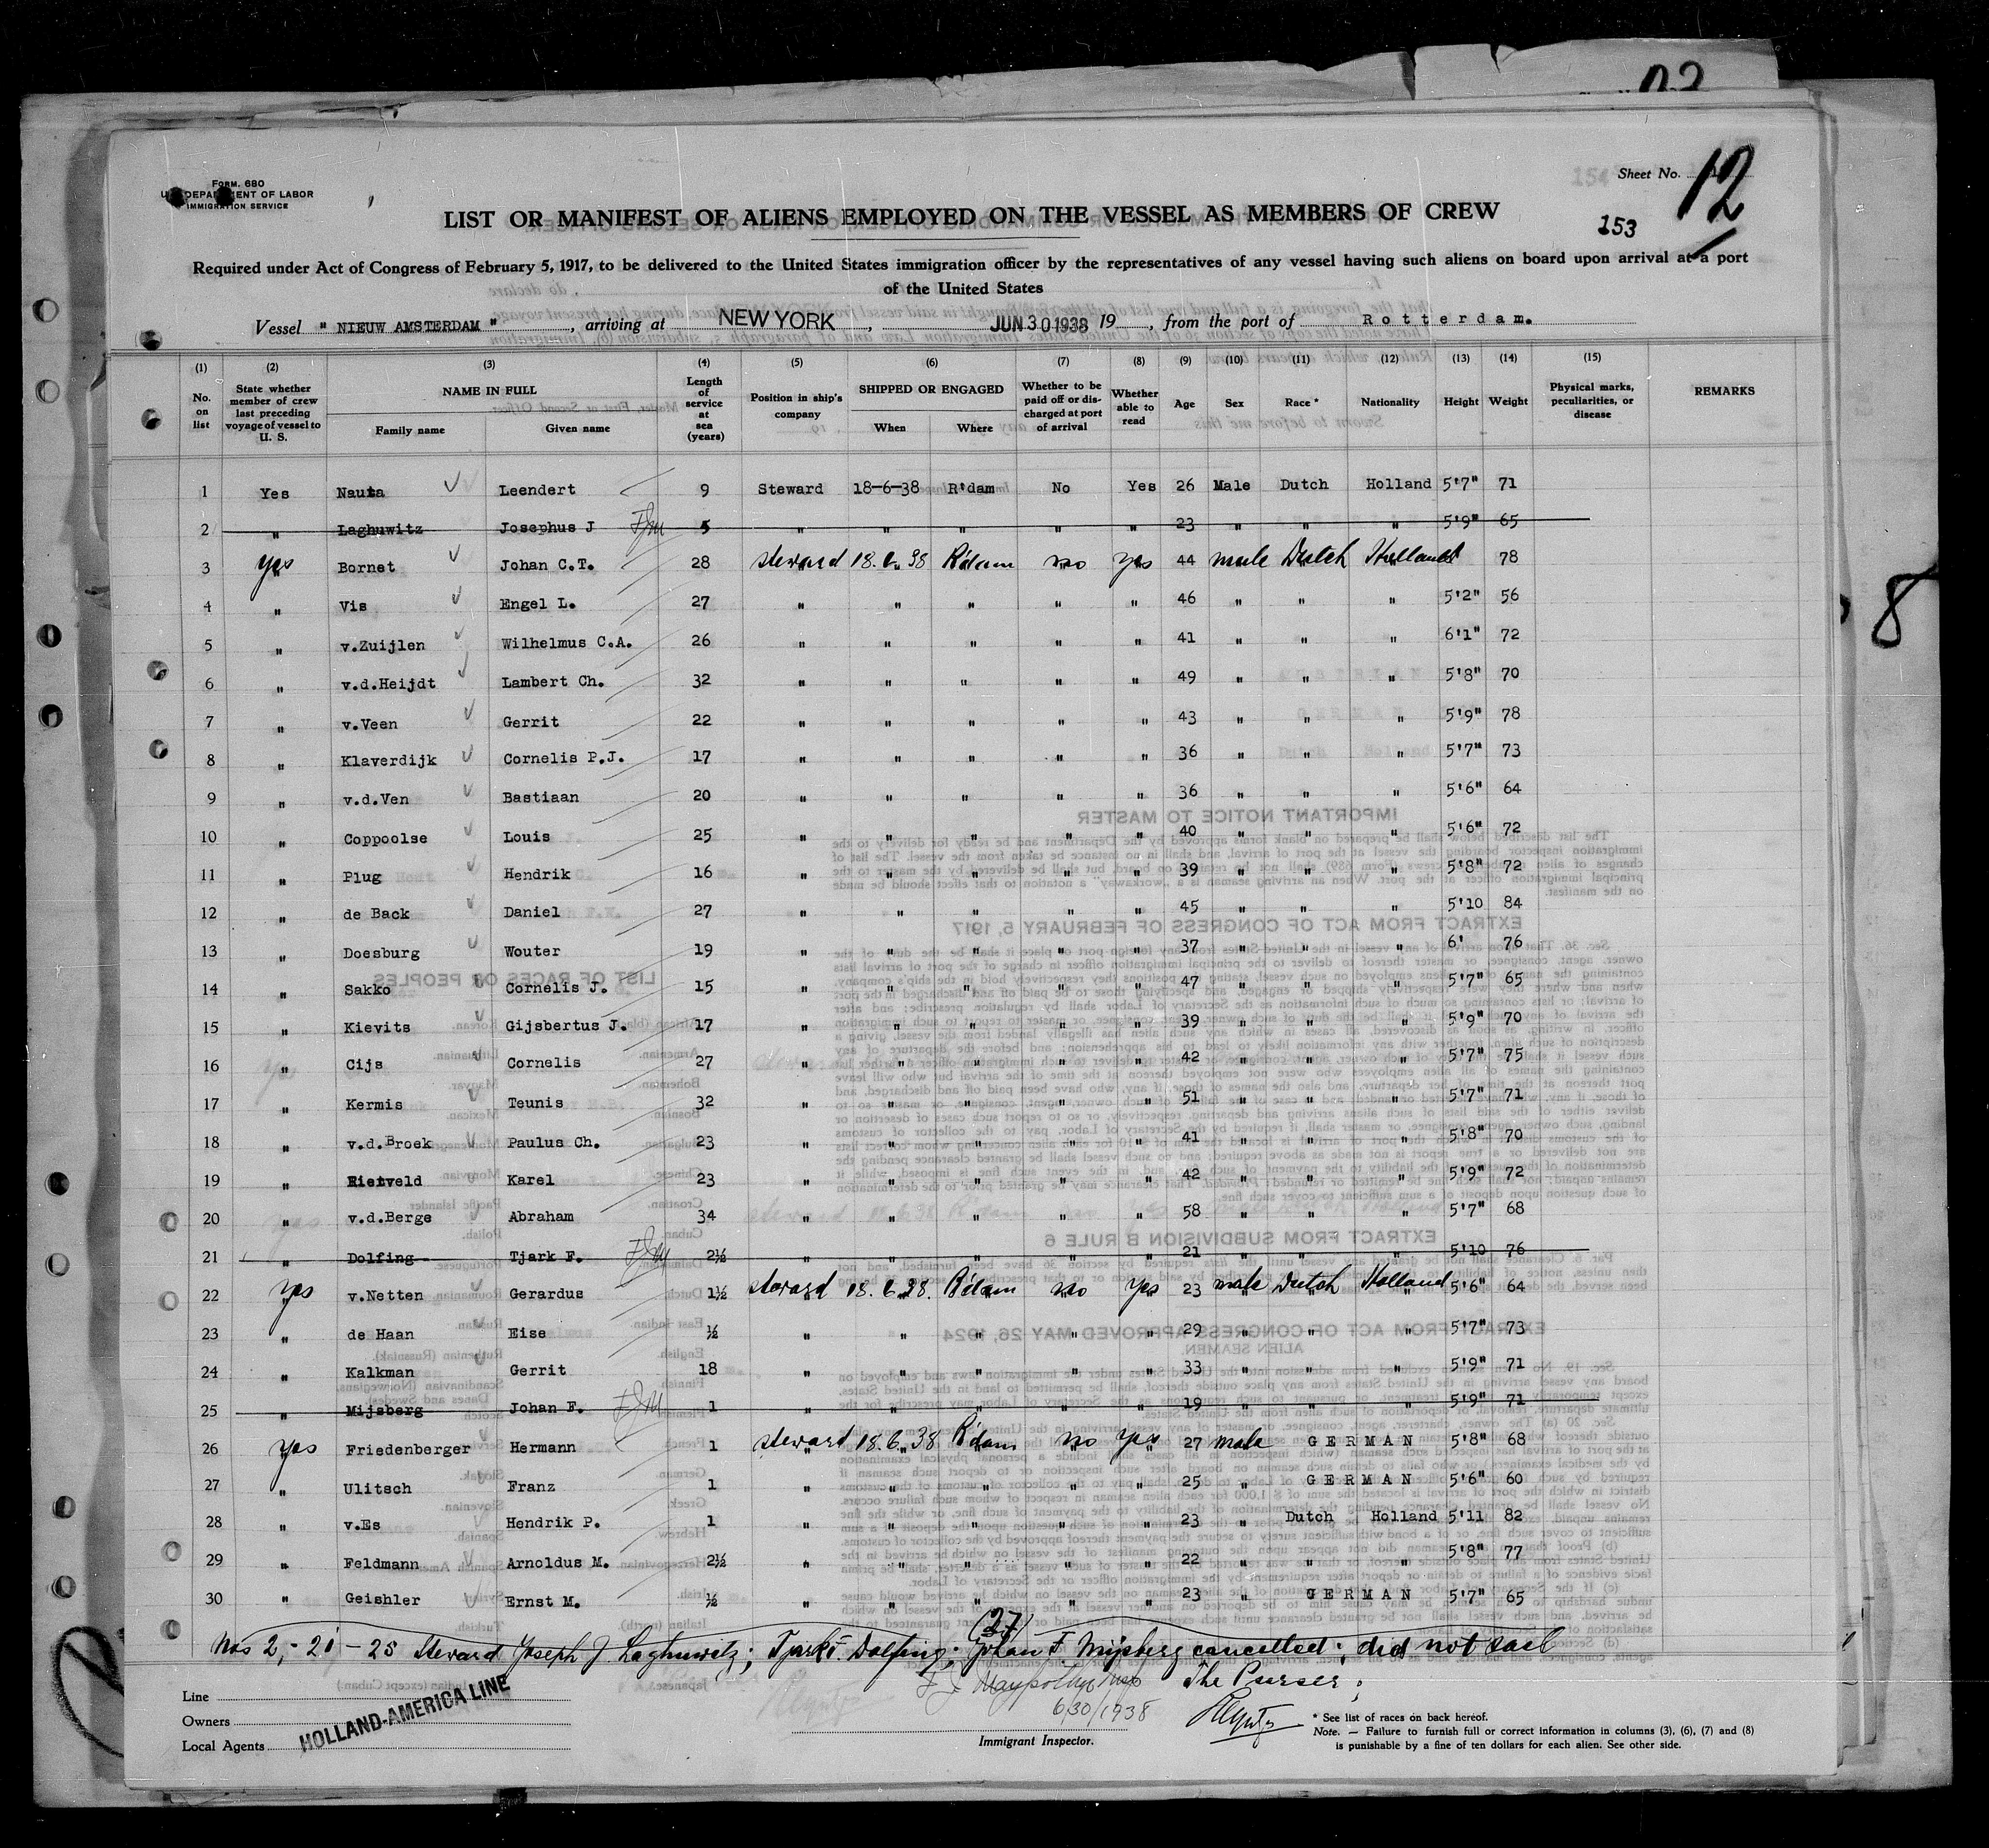 Form. 680
U.S. DEPARTMENT OF LABOR
IMMIGRATION SERVICE
Sheet No. 12
153
LIST OR MANIFEST OF ALIENS EMPLOYED ON THE VESSEL AS MEMBERS OF CREW
Required under Act of Congress of February 5, 1917, to be delivered to the United States immigration officer by the representatives of any vessel having such aliens on board upon arrival at a port
of the United States
Vessel " NIEUW AMSTERDAM ", arriving at NEW YORK, JUN 30 1938 19, from the port of Rotterdam.
(1) (2) (3) (4) (5) (6) (7) (8) (9) (10) (11) (12) (13) (14) (15)
No. on list | State whether member of crew last preceding voyage of vessel to U. S. | NAME IN FULL Family name Given name | Length of service at sea (years) | Position in ship's company | SHIPPED OR ENGAGED When Where | Whether to be paid off or discharged at port of arrival | Whether able to read | Age | Sex | Race * | Nationality | Height | Weight | Physical marks, peculiarities, or disease | REMARKS
1 Yes Nauta Leendert 9 Steward 18-6-38 R'dam No Yes 26 Male Dutch Holland 5'7" 71
2 " Laghuwitz Josephus J 5 " " " " " 23 " " " 5'9" 65
3 yes Bornet Johan C.T. 28 steward 18.6.38 R'dam no yes 44 male Dutch Holland 78
4 " Vis Engel L. 27 " " " " " 46 " " " 5'2" 56
5 " v.Zuijlen Wilhelmus C.A. 26 " " " " " 41 " " " 6'1" 72
6 " v.d.Heijdt Lambert Ch. 32 " " " " " 49 " " " 5'8" 70
7 " v.Veen Gerrit 22 " " " " " 43 " " " 5'9" 78
8 " Klaverdijk Cornelis P.J. 17 " " " " " 36 " " " 5'7" 73
9 " v.d.Ven Bastiaan 20 " " " " " 36 " " " 5'6" 64
10 " Coppoolse Louis 25 " " " " " 40 " " " 5'6" 72
11 " Plug Hendrik 16 " " " " " 39 " " " 5'8" 72
12 " de Back Daniel 27 " " " " " 45 " " " 5'10 84
13 " Doesburg Wouter 19 " " " " " 37 " " " 6' 76
14 " Sakko Cornelis J. 15 " " " " " 47 " " " 5'7" 65
15 " Kievits Gijsbertus J. 17 " " " " " 39 " " " 5'9" 70
16 " Cijs Cornelis 27 " " " " " 42 " " " 5'7" 75
17 " Kermis Teunis 32 " " " " " 51 " " " 5'7" 71
18 " v.d.Broek Paulus Ch. 23 " " " " " 41 " " " 5'8" 70
19 " Rietveld Karel 23 " " " " " 42 " " " 5'9" 72
20 " v.d.Berge Abraham 34 " " " " " 58 " " " 5'7" 68
21 " Dolfing Tjark F. 2½ " " " " " 21 " " " 5'10 76
22 yes v.Netten Gerardus 1½ steward 18.6.38. R'dam no yes 23 male Dutch Holland 5'6" 64
23 " de Haan Eise ½ " " " " " 29 " " " 5'7" 73
24 " Kalkman Gerrit 18 " " " " " 33 " " " 5'9" 71
25 " Mijsberg Johan F. 1 " " " " " 19 " " " 5'9" 71
26 yes Friedenberger Hermann 1 steward 18.6.38 R'dam no yes 27 male GERMAN 5'8" 68
27 " Ulitsch Franz 1 " " " " " 25 " GERMAN 5'6" 60
28 " v.Es Hendrik P. 1 " " " " " 23 " Dutch Holland 5'11 82
29 " Feldmann Arnoldus M. 2½ " " " " " 22 " " " 5'8" 77
30 " Geishler Ernst M. ½ " " " " " 23 " GERMAN 5'7" 65
(27)
Nos 2,- 21 - 25 Steward Joseph J Laghuwitz; Tjark F Dolfing; Johan F. Mijsberg cancelled; did not sail
The Purser;
6/30/1938
Line
Owners
Local Agents
HOLLAND-AMERICA LINE
Immigrant Inspector.
* See list of races on back hereof.
Note. — Failure to furnish full or correct information in columns (3), (6), (7) and (8)
is punishable by a fine of ten dollars for each alien. See other side.
8